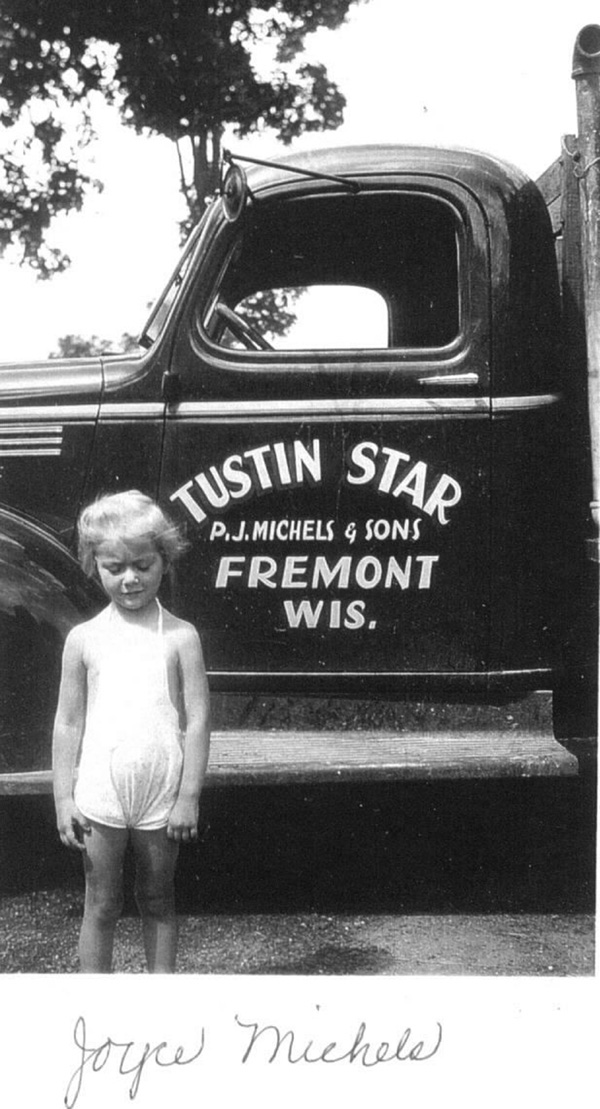 TUSTIN STAR
P.J. MICHELS & SONS
FREMONT
WIS.
Joyce Michels